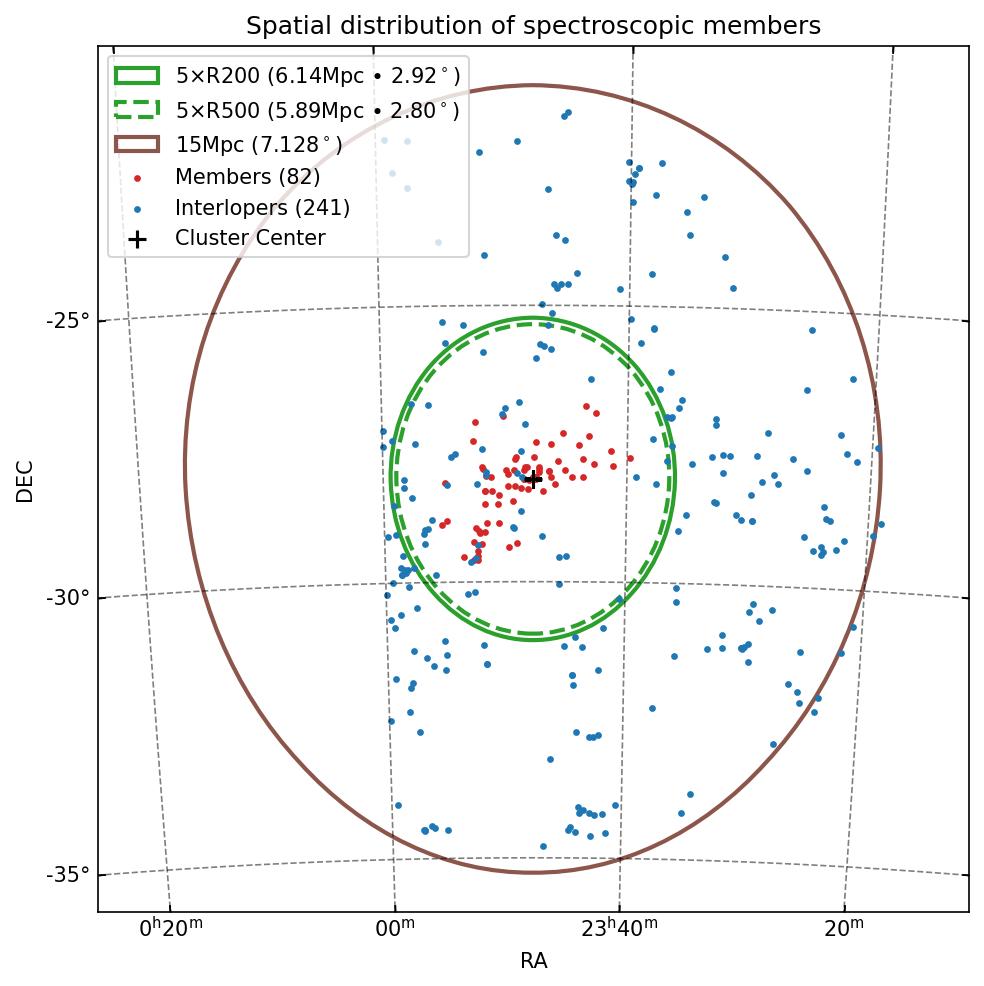 Spatial distribution of spectroscopic members
5×R200 (6.14Mpc • 2.92°)
5×R500 (5.89Mpc • 2.80°)
15Mpc (7.128°)
Members (82)
Interlopers (241)
Cluster Center
-25°
-30°
-35°
DEC
0h20m
00m
23h40m
20m
RA